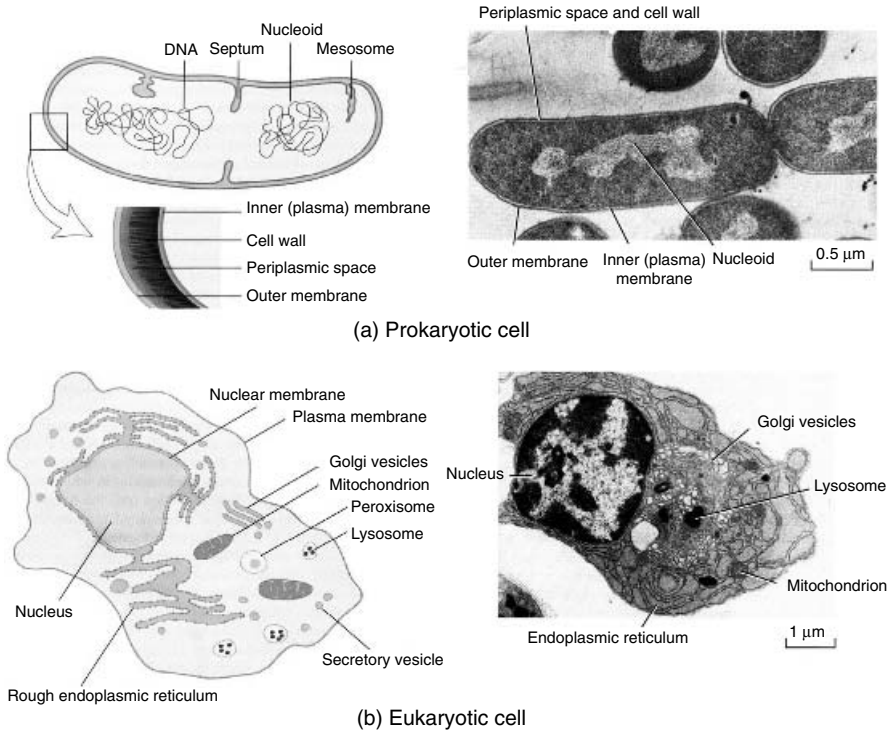 Periplasmic space and cell wall
Nucleoid
DNA Septum Mesosome
Inner (plasma) membrane
Cell wall
Periplasmic space
Outer membrane
Outer membrane
Inner (plasma)
membrane
Nucleoid
0.5 µm
(a) Prokaryotic cell
Nuclear membrane
Plasma membrane
Golgi vesicles
Mitochondrion
Peroxisome
Lysosome
Nucleus
Secretory vesicle
Rough endoplasmic reticulum
Golgi vesicles
Nucleus
Lysosome
Mitochondrion
Endoplasmic reticulum
1 µm
(b) Eukaryotic cell